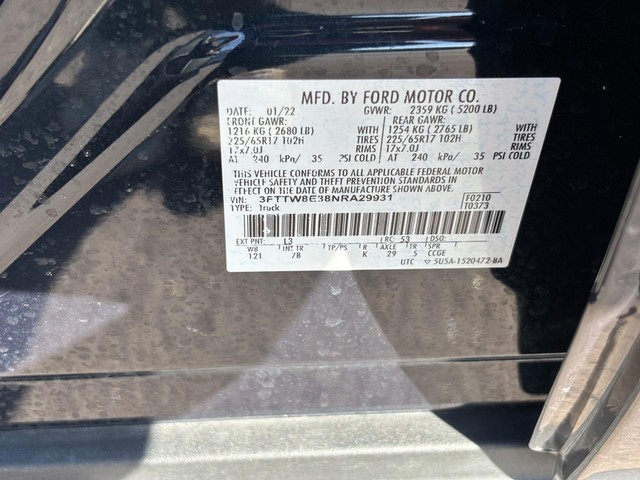 MFD. BY FORD MOTOR CO.
DATE: 01/22 GVWR: 2359 KG (5200 LB)
FRONT GAWR: REAR GAWR:
1216 KG (2680 LB) WITH 1254 KG (2765 LB) WITH
225/65R17 102H TIRES 225/65R17 102H TIRES
17x7.0J RIMS 17x7.0J RIMS
AT 240 kPa/ 35 PSI COLD AT 240 kPa/ 35 PSI COLD
THIS VEHICLE CONFORMS TO ALL APPLICABLE FEDERAL MOTOR
VEHICLE SAFETY AND THEFT PREVENTION STANDARDS IN
EFFECT ON THE DATE OF MANUFACTURE SHOWN ABOVE.
VIN: 3FTTW8E38NRA29931 F0210
TYPE: Truck T0373
EXT PNT: L3 RC: 53 DSO:
WB INT TR TP/PS R AXLE TR SPRS
121 /B K 29 5 CCGE
UTC 5U5A-1520472-BA